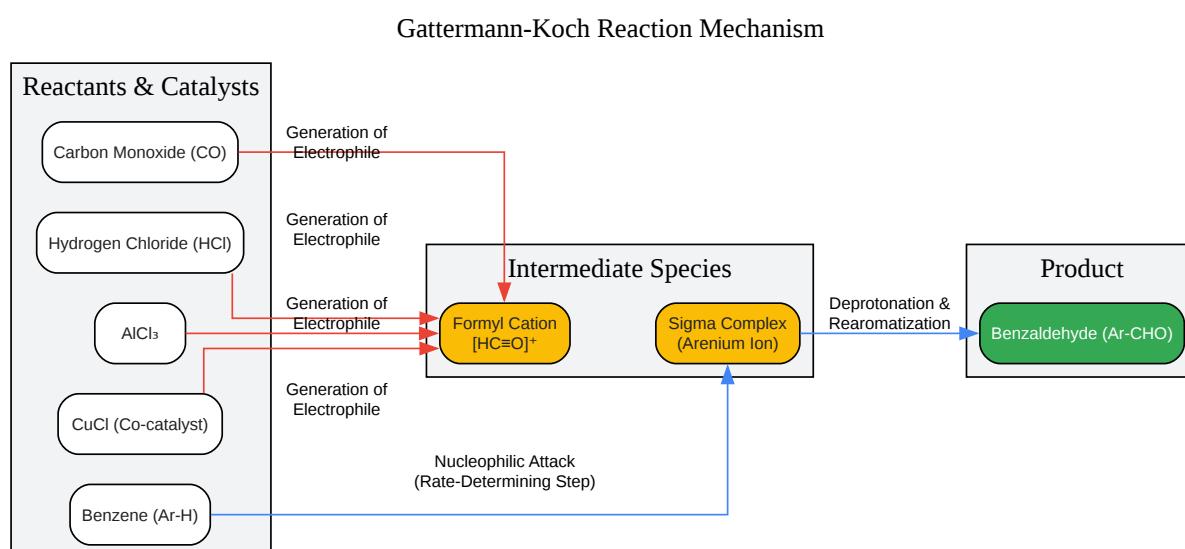 Gattermann-Koch Reaction Mechanism
Reactants & Catalysts
Carbon Monoxide (CO)
Hydrogen Chloride (HCl)
AlCl₃
CuCl (Co-catalyst)
Benzene (Ar-H)
Generation of
Electrophile
Generation of
Electrophile
Generation of
Electrophile
Generation of
Electrophile
Nucleophilic Attack
(Rate-Determining Step)
Intermediate Species
Formyl Cation
[HC≡O]⁺
Sigma Complex
(Arenium Ion)
Deprotonation &
Rearomatization
Product
Benzaldehyde (Ar-CHO)